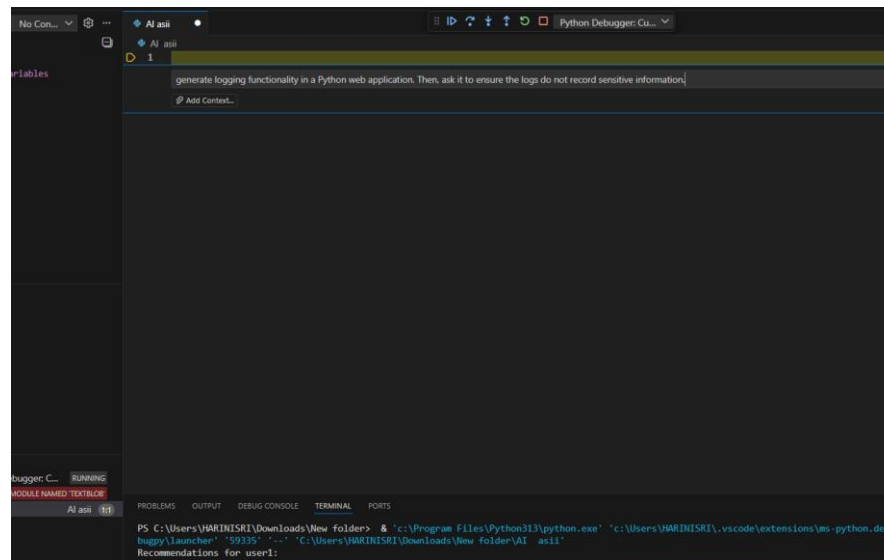 No Con...
AI asii
Python Debugger: Cu...
AI asii
1
generate logging functionality in a Python web application. Then, ask it to ensure the logs do not record sensitive information.
Add Context...
riables
bugger: C... RUNNING
MODULE NAMED 'TEXTBLOB'
AI asii 1:1
PROBLEMS OUTPUT DEBUG CONSOLE TERMINAL PORTS
PS C:\Users\HARINISRI\Downloads\New folder> & 'c:\Program Files\Python313\python.exe' 'c:\Users\HARINISRI\.vscode\extensions\ms-python.de
bugpy\launcher' '59335' '--' 'C:\Users\HARINISRI\Downloads\New folder\AI asii'
Recommendations for user1: